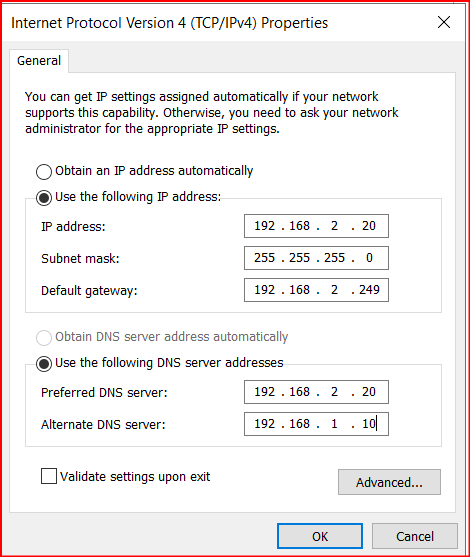 Internet Protocol Version 4 (TCP/IPv4) Properties
General
You can get IP settings assigned automatically if your network
supports this capability. Otherwise, you need to ask your network
administrator for the appropriate IP settings.
Obtain an IP address automatically
Use the following IP address:
IP address: 192 . 168 . 2 . 20
Subnet mask: 255 . 255 . 255 . 0
Default gateway: 192 . 168 . 2 . 249
Obtain DNS server address automatically
Use the following DNS server addresses
Preferred DNS server: 192 . 168 . 2 . 20
Alternate DNS server: 192 . 168 . 1 . 10
Validate settings upon exit
Advanced...
OK Cancel